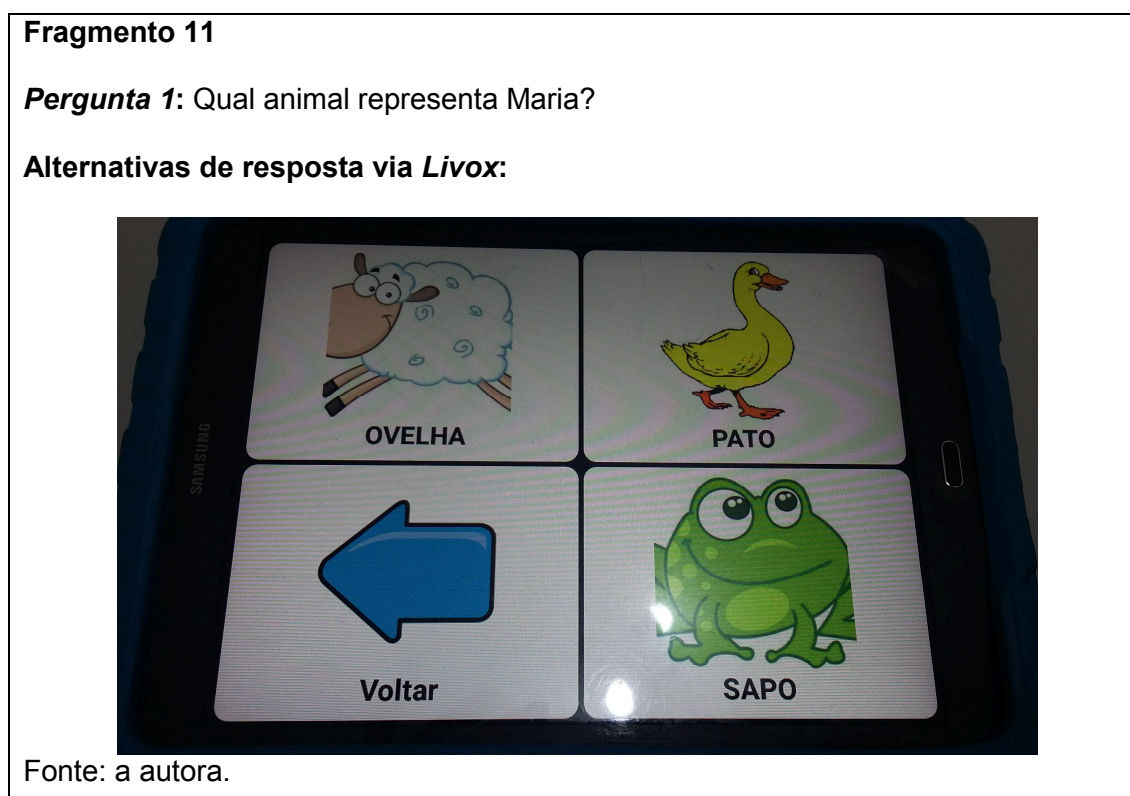 Fragmento 11
Pergunta 1: Qual animal representa Maria?
Alternativas de resposta via Livox:
SAMSUNG
OVELHA
PATO
Voltar
SAPO
Fonte: a autora.